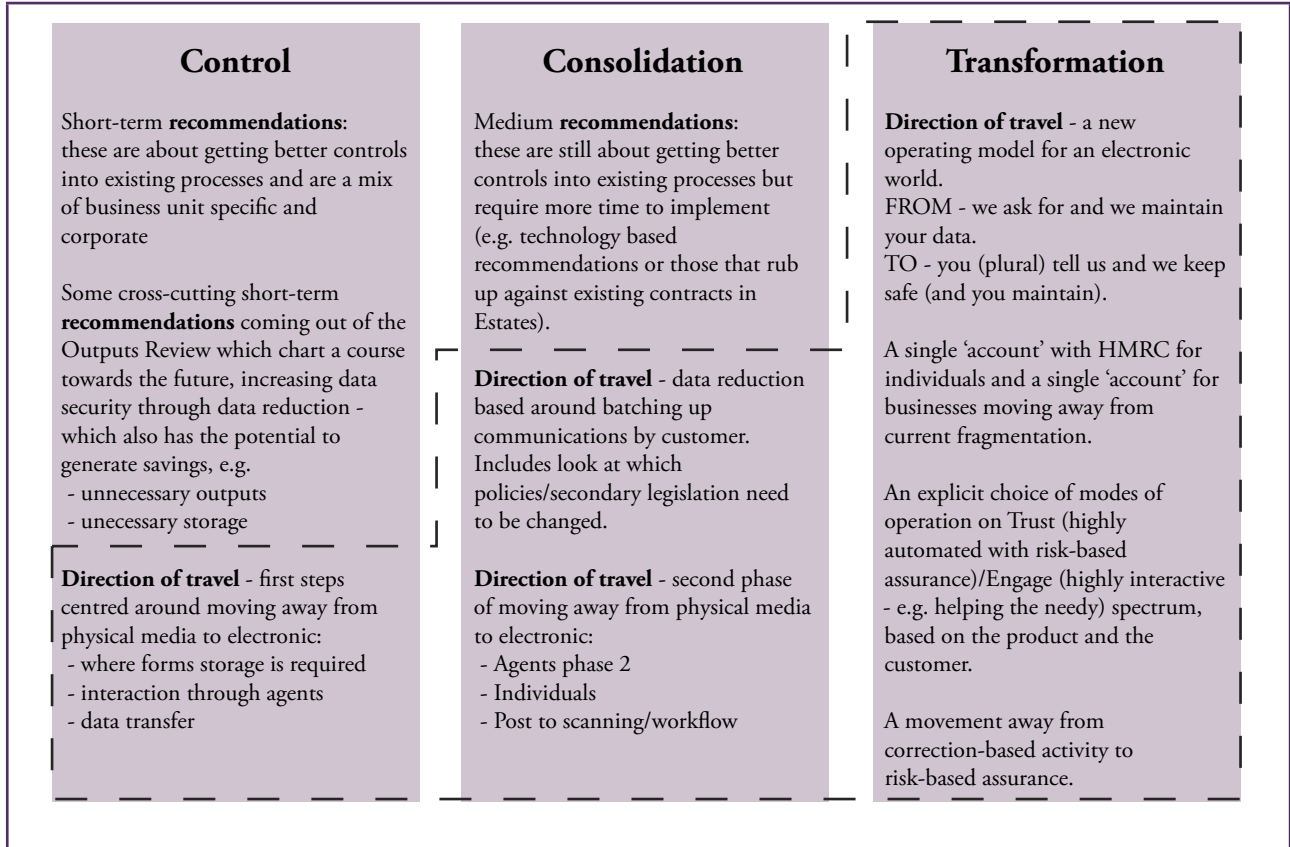 Control
Short-term recommendations:
these are about getting better controls
into existing processes and are a mix
of business unit specific and
corporate
Some cross-cutting short-term
recommendations coming out of the
Outputs Review which chart a course
towards the future, increasing data
security through data reduction -
which also has the potential to
generate savings, e.g.
- unnecessary outputs
- unecessary storage
Direction of travel - first steps
centred around moving away from
physical media to electronic:
- where forms storage is required
- interaction through agents
- data transfer
Consolidation
Medium recommendations:
these are still about getting better
controls into existing processes but
require more time to implement
(e.g. technology based
recommendations or those that rub
up against existing contracts in
Estates).
Direction of travel - data reduction
based around batching up
communications by customer.
Includes look at which
policies/secondary legislation need
to be changed.
Direction of travel - second phase
of moving away from physical media
to electronic:
- Agents phase 2
- Individuals
- Post to scanning/workflow
Transformation
Direction of travel - a new
operating model for an electronic
world.
FROM - we ask for and we maintain
your data.
TO - you (plural) tell us and we keep
safe (and you maintain).
A single ‘account’ with HMRC for
individuals and a single ‘account’ for
businesses moving away from
current fragmentation.
An explicit choice of modes of
operation on Trust (highly
automated with risk-based
assurance)/Engage (highly interactive
- e.g. helping the needy) spectrum,
based on the product and the
customer.
A movement away from
correction-based activity to
risk-based assurance.